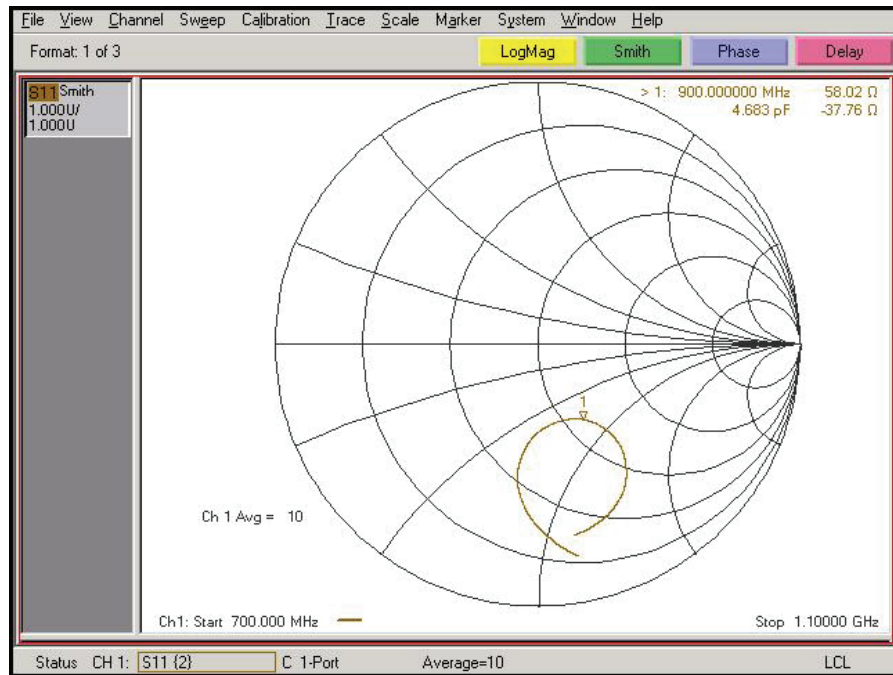 File View Channel Sweep Calibration Trace Scale Marker System Window Help
Format: 1 of 3 LogMag Smith Phase Delay
S11 Smith
1.000U/
1.000U
> 1: 900.000000 MHz 58.02 Ω
4.683 pF -37.76 Ω
1
Ch 1 Avg = 10
Ch1: Start 700.000 MHz Stop 1.10000 GHz
Status CH 1: S11 {2} C 1-Port Average=10 LCL